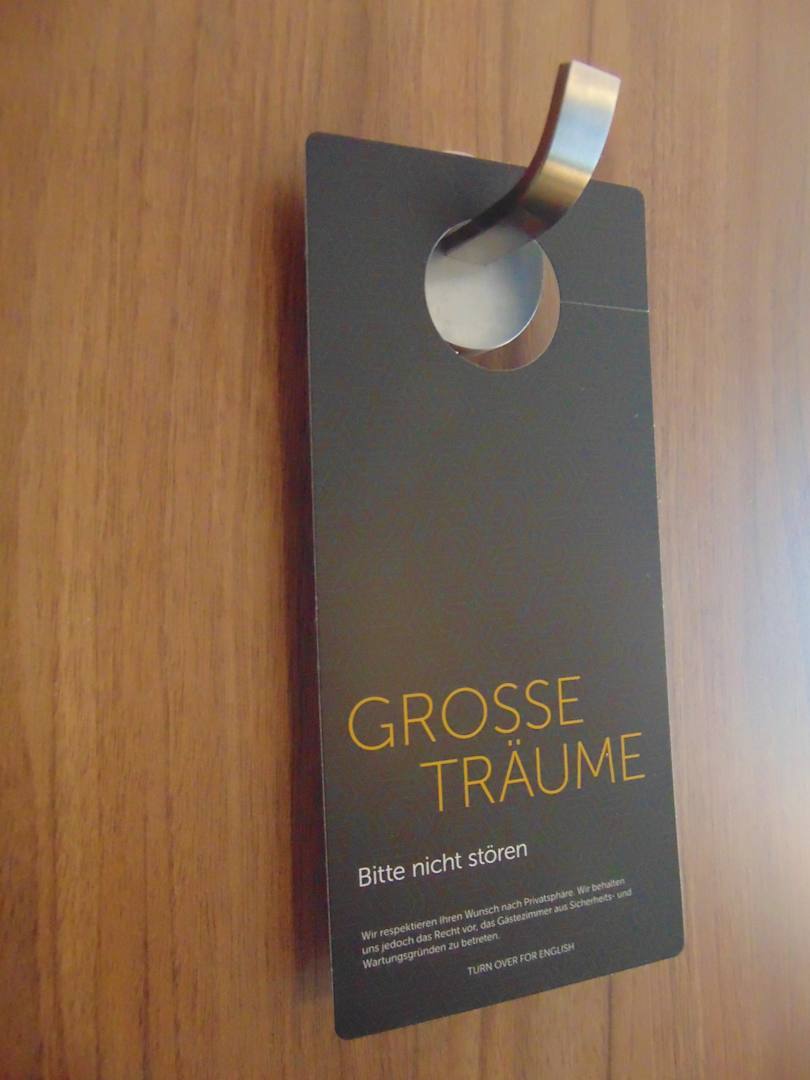 GROSSE
TRÄUME
Bitte nicht stören
Wir respektieren Ihren Wunsch nach Privatsphäre. Wir behalten
uns jedoch das Recht vor, das Gästezimmer aus Sicherheits- und
Wartungsgründen zu betreten.
TURN OVER FOR ENGLISH